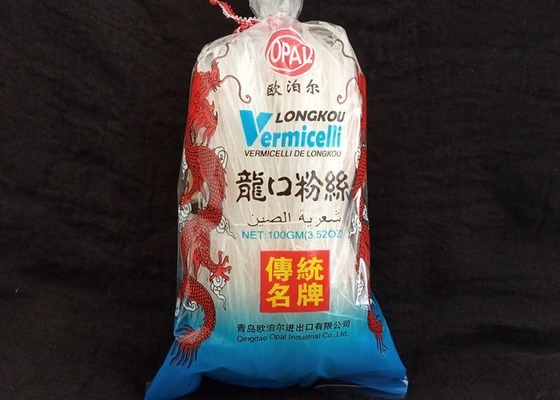 OPAL
欧泊尔
LONGKOU
Vermicelli
VERMICELLI DE LONGKOU
龍口粉絲
شعرية الصين
NET:100GM(3.52OZ)
傳統
名牌
青岛欧泊尔进出口有限公司
Qingdao Opal Industrial Co.,Ltd.